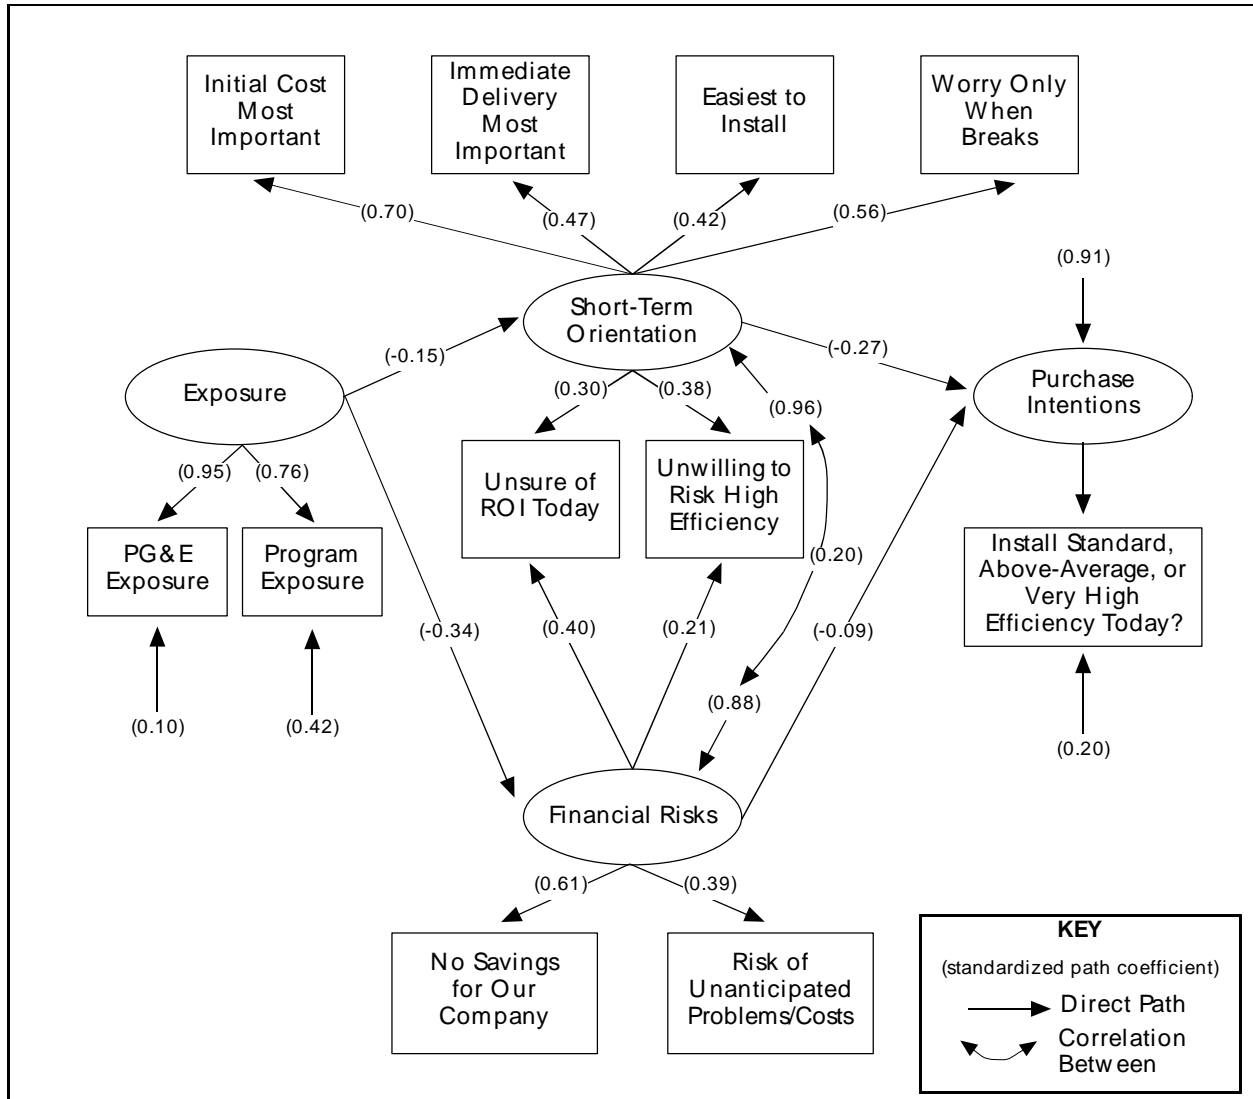 Initial Cost
Most
Important
Immediate
Delivery
Most
Important
Easiest to
Install
Worry Only
When
Breaks
(0.70)
(0.47)
(0.42)
(0.56)
(0.91)
Short-Term
Orientation
(-0.15)
(-0.27)
Exposure
Purchase
Intentions
(0.30)
(0.38)
(0.96)
(0.95)
(0.76)
Unsure of
ROI Today
Unwilling to
Risk High
Efficiency
PG&E
Exposure
Program
Exposure
(0.20)
Install Standard,
Above-Average, or
Very High
Efficiency Today?
(-0.34)
(0.40)
(0.21)
(-0.09)
(0.10)
(0.42)
(0.88)
(0.20)
Financial Risks
(0.61)
(0.39)
No Savings
for Our
Company
Risk of
Unanticipated
Problems/Costs
KEY
(standardized path coefficient)
Direct Path
Correlation
Between